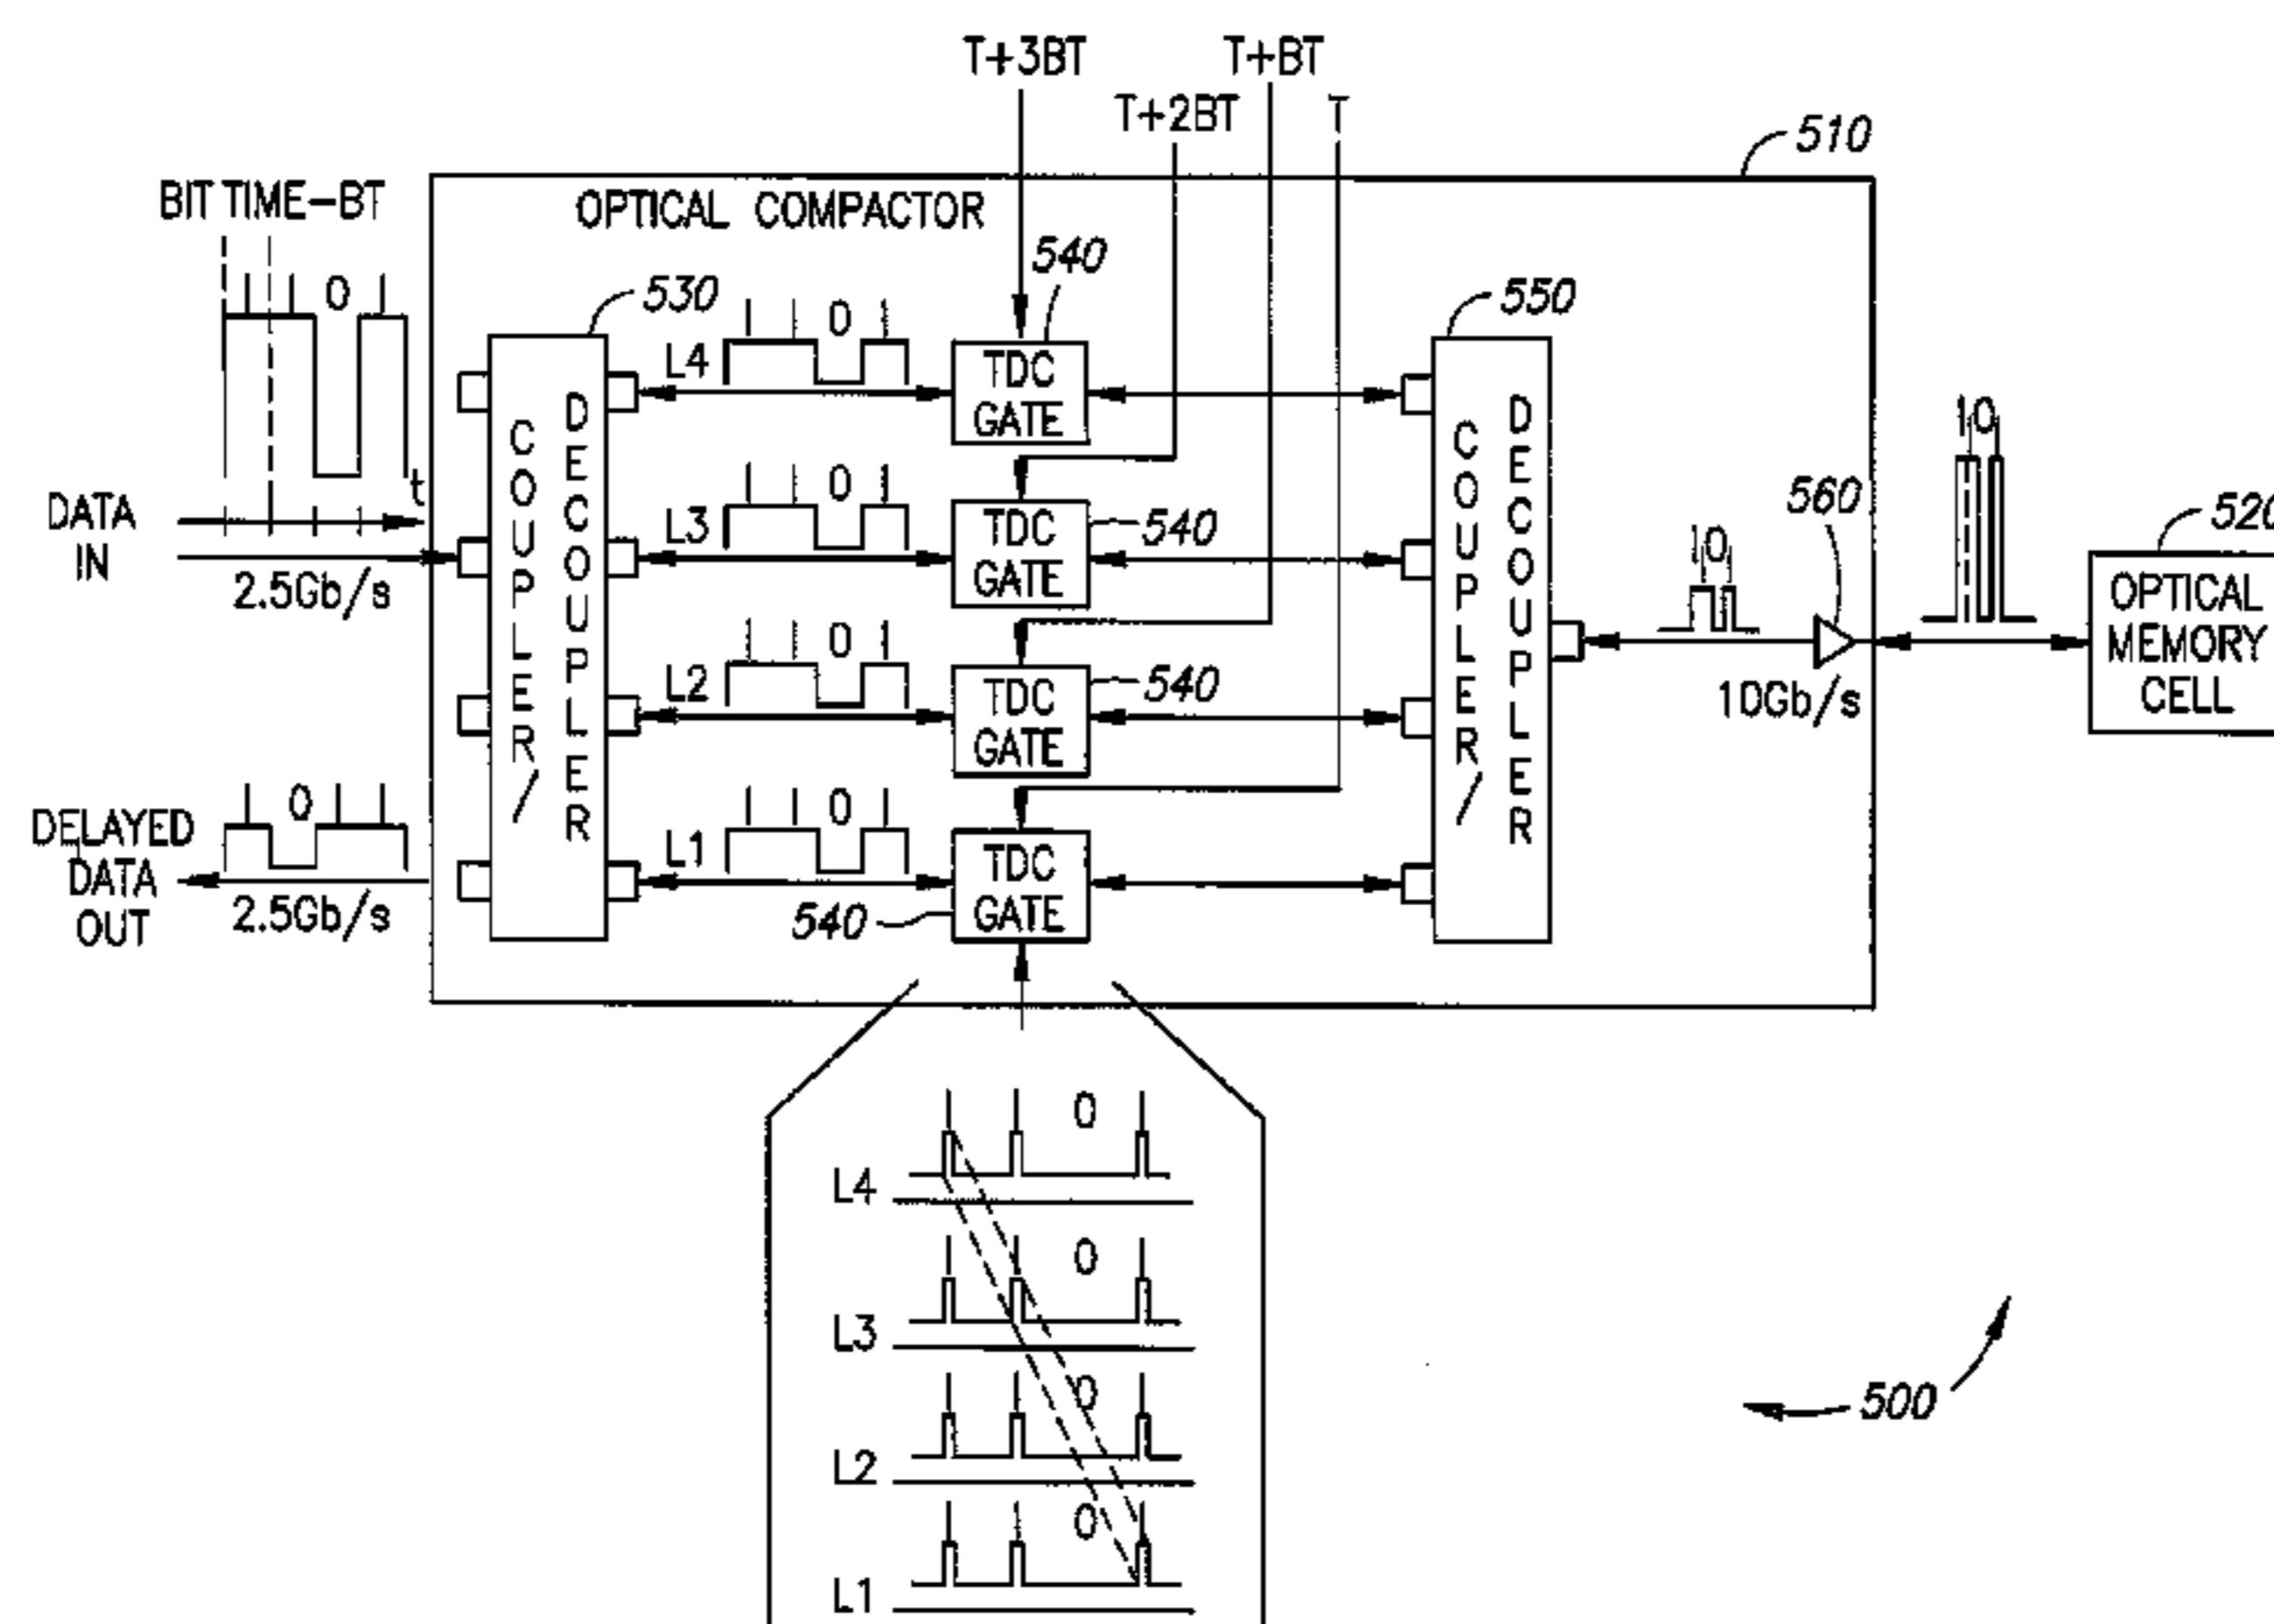 T+3BT
T+BT
T+2BT
T
510
BIT TIME-BT
OPTICAL COMPACTOR
540
530
550
0
0
L4
TDC
GATE
COUPLER/
DECOUPLER
COUPLER/
DECOUPLER
t
DATA
IN
2.5Gb/s
0
L3
TDC
GATE
540
10
560
10
520
OPTICAL
MEMORY
CELL
10Gb/s
0
L2
TDC
GATE
540
0
DELAYED
DATA
OUT
2.5Gb/s
0
L1
TDC
GATE
540
0
L4
0
L3
0
L2
0
L1
500